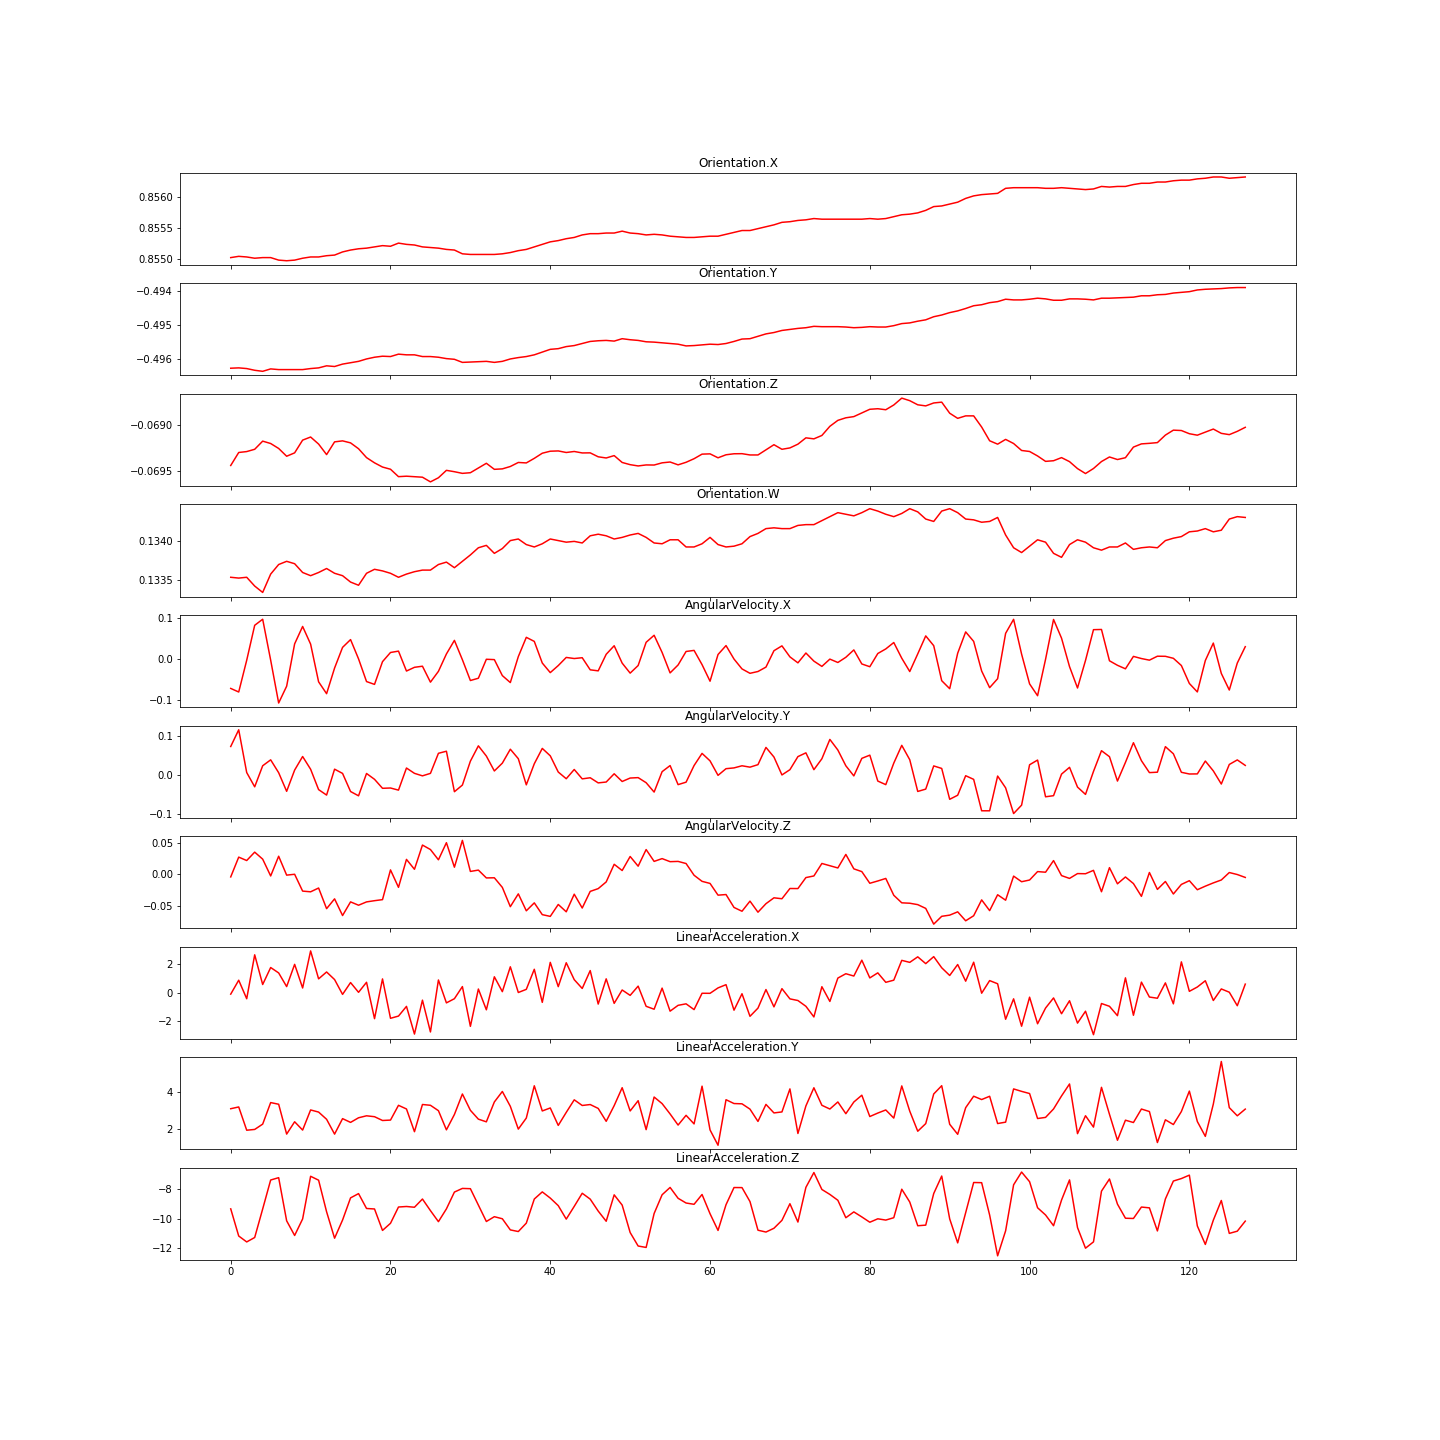 Orientation.X
0.8560
0.8555
0.8550
Orientation.Y
−0.494
−0.495
−0.496
Orientation.Z
−0.0690
−0.0695
Orientation.W
0.1340
0.1335
AngularVelocity.X
0.1
0.0
−0.1
AngularVelocity.Y
0.1
0.0
−0.1
AngularVelocity.Z
0.05
0.00
−0.05
LinearAcceleration.X
2
0
−2
LinearAcceleration.Y
4
2
LinearAcceleration.Z
−8
−10
−12
0 20 40 60 80 100 120